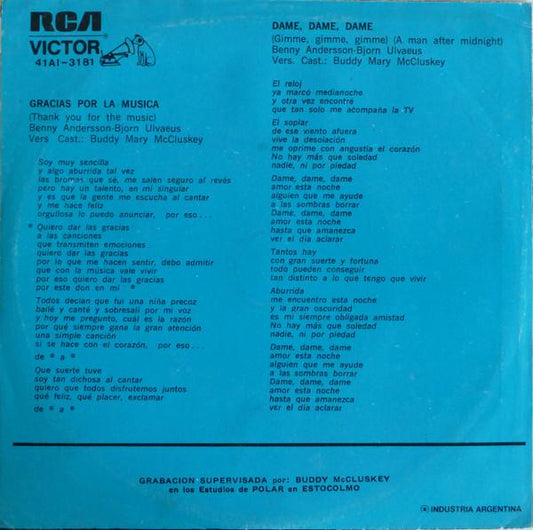 RCA
VICTOR
41AI-3181
GRACIAS POR LA MUSICA
(Thank you for the music)
Benny Andersson-Bjorn Ulvaeus
Vers Cast.: Buddy Mary McCluskey
Soy muy sencilla
y algo aburrida tal vez
las bromas que sé, me salen seguro al revés
pero hay un talento, en mi singular
y es que la gente me escucha al cantar
y me hace feliz
orgullosa lo puedo anunciar, por eso...
* Quiero dar las gracias
a las canciones
que transmiten emociones
quiero dar las gracias
por lo que me hacen sentir, debo admitir
que con la música vale vivir
por eso quiero dar las gracias
por este don en mi *
Todos decían que fui una niña precoz
bailé y canté y sobresalí por mi voz
y hoy me pregunto, cuál es la razón
por qué siempre gana la gran atención
una simple canción
si se hace con el corazón, por eso...
de * a *
Que suerte tuve
soy tan dichosa al cantar
quiero que todos disfrutemos juntos
qué feliz, qué placer, exclamar
de * a *
DAME, DAME, DAME
(Gimme, gimme, gimme) (A man after midnight)
Benny Andersson-Bjorn Ulvaeus
Vers. Cast.: Buddy Mary McCluskey
El reloj
ya marcó medianoche
y otra vez encontré
que tan solo me acompaña la TV
El soplar
de ese viento afuera
vive la desolación
me oprime con angustia el corazón
No hay más que soledad
nadie, ni por piedad
Dame, dame, dame
amor esta noche
alguien que me ayude
a las sombras borrar
Dame, dame, dame
amor esta noche
hasta que amanezca
ver el día aclarar
Tantos hay
con gran suerte y fortuna
todo pueden conseguir
tan distinto a lo que tengo que vivir
Aburrida
me encuentro esta noche
y la gran oscuridad
es mi siempre obligada amistad
No hay más que soledad
nadie, ni por piedad
Dame, dame, dame
amor esta noche
alguien que me ayude
a las sombras borrar
Dame, dame, dame
amor esta noche
hasta que amanezca
ver el día aclarar
GRABACION SUPERVISADA por: BUDDY McCLUSKEY
en los Estudios de POLAR en ESTOCOLMO
® INDUSTRIA ARGENTINA